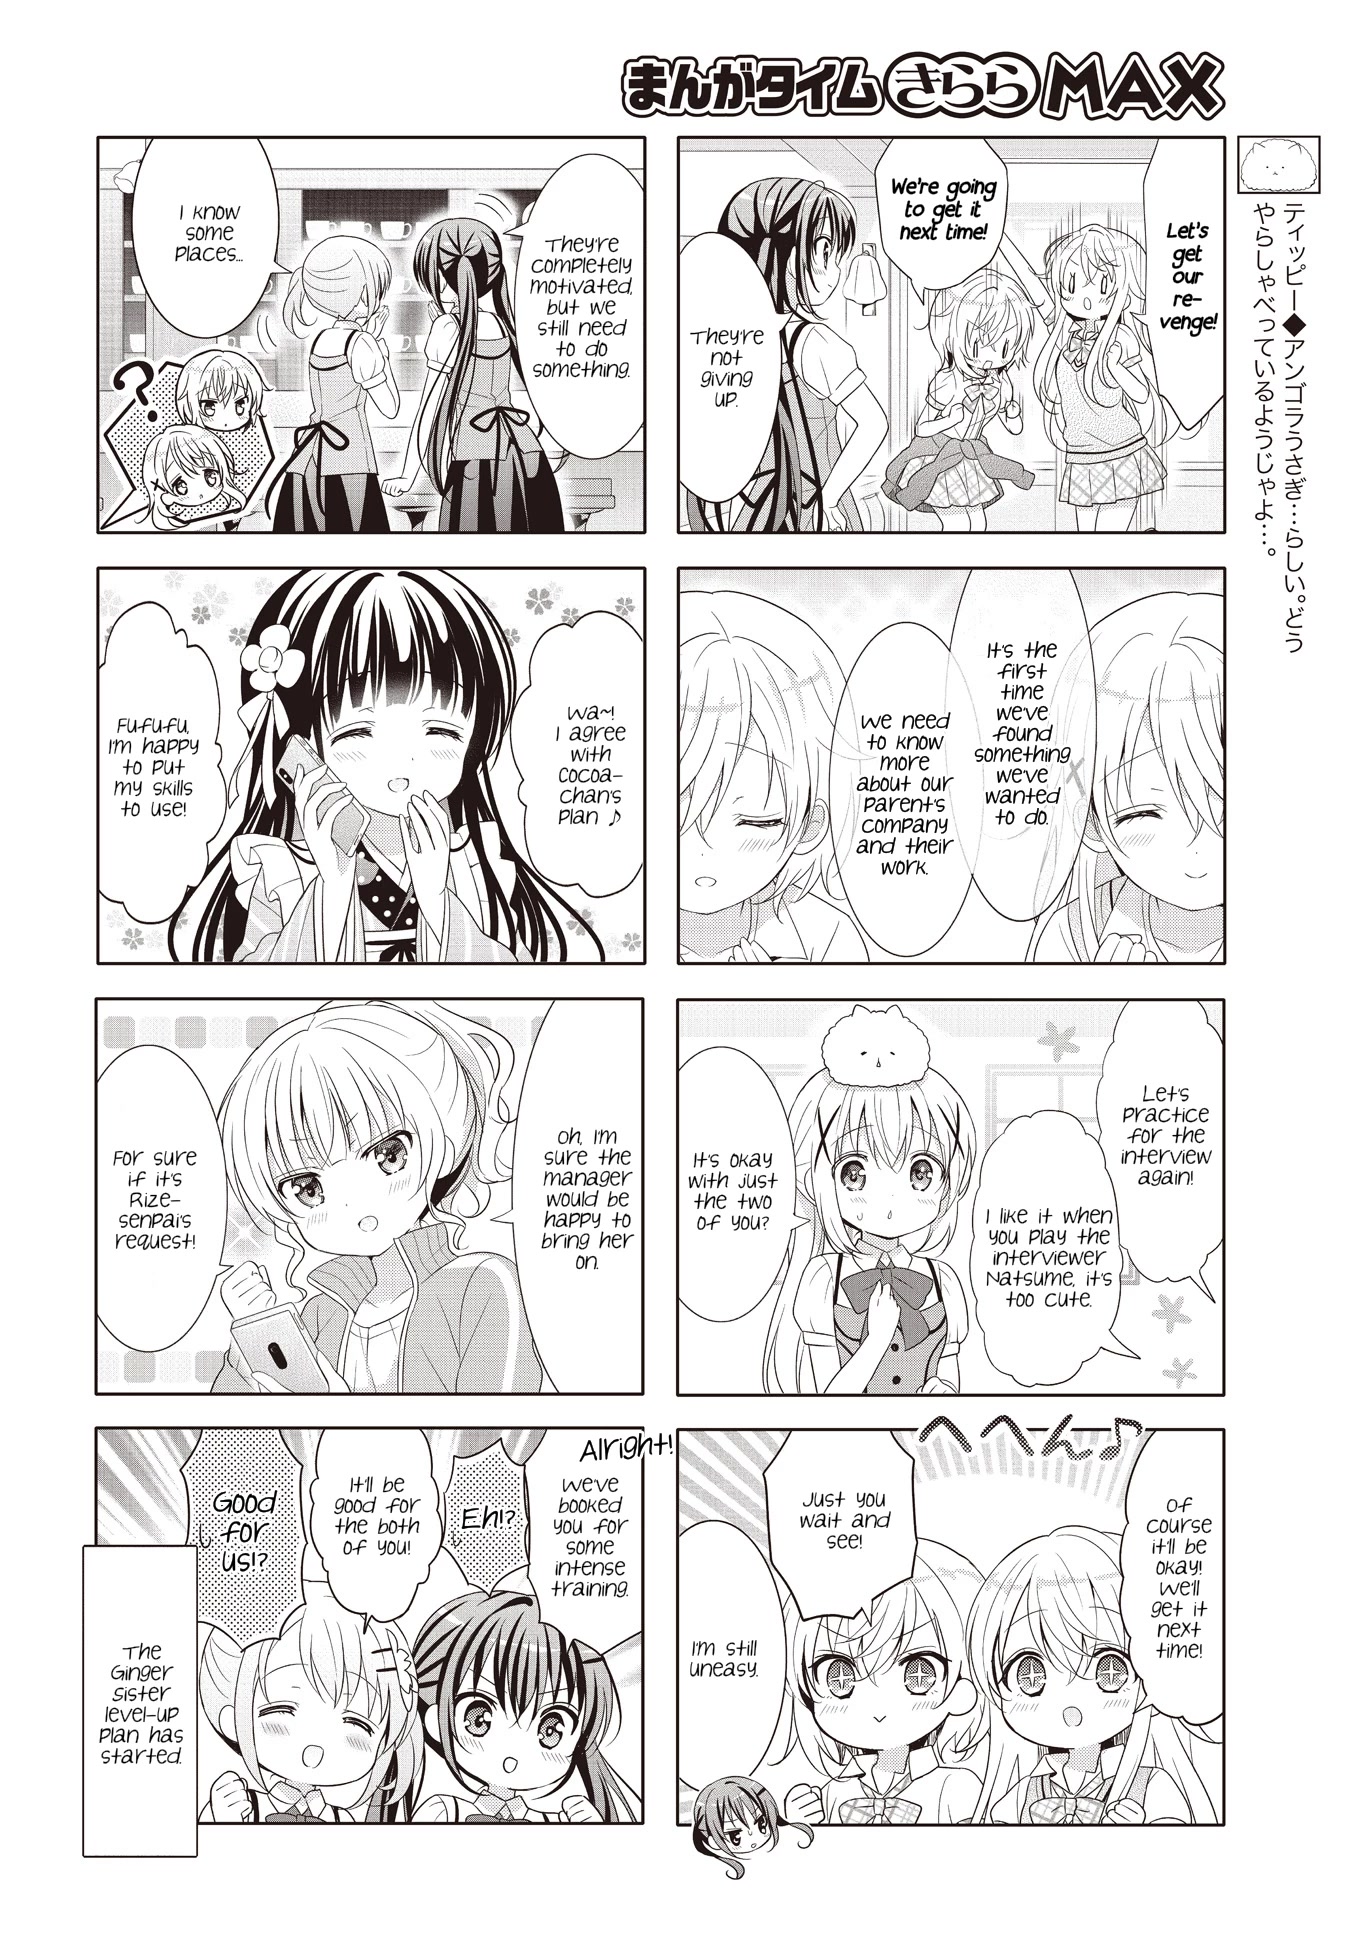 まんがタイムきららMAX
ティッピー◆アンゴラうさぎ…らしい。どう
やらしゃべっているようじゃよ…。
Let's
get
our
re-
venge!
We're going
to get it
next time!
They're
not
giving
up.
It's the
first
time
we've
found
something
we've
wanted
to do.
We need
to know
more
about our
parent's
company
and their
work.
Let's
practice
for the
interview
again!
I like it when
you play the
interviewer
Natsume, it's
too cute.
It's okay
with just
the two
of you?
へへん♪
Of
course
it'll be
okay!
We'll
get it
next
time!
Just you
wait and
see!
I'm still
uneasy.
They're
completely
motivated,
but we
still need
to do
something.
I know
some
places...
?
Wa~!
I agree
with
Cocoa-
chan's
plan ♪
Fu-fu-fu,
I'm happy
to put
my skills
to use!
Oh, I'm
sure the
manager
would be
happy to
bring her
on.
For sure
if it's
Rize-
senpai's
request!
Alright!
We've
booked
you for
some
intense
training.
Eh!?
It'll be
good for
the both
of you!
Good
for
us!?
The
Ginger
sister
level-up
plan has
started.